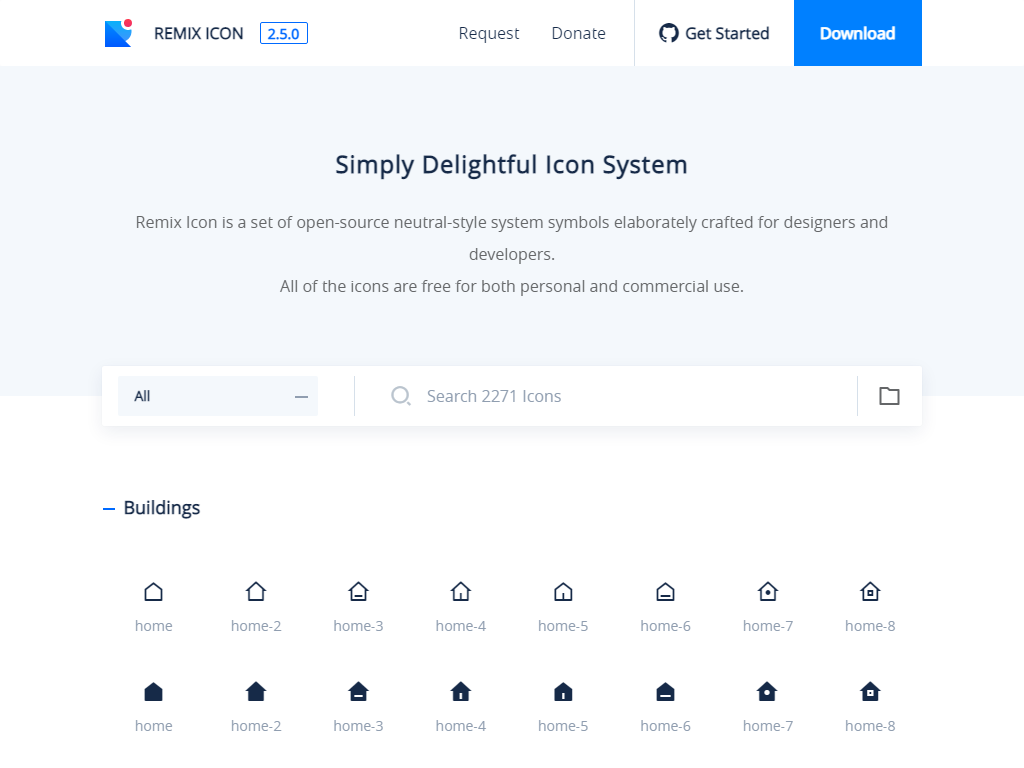 REMIX ICON 2.5.0 Request Donate Get Started Download
Simply Delightful Icon System
Remix Icon is a set of open-source neutral-style system symbols elaborately crafted for designers and
developers.
All of the icons are free for both personal and commercial use.
All Search 2271 Icons
Buildings
home home-2 home-3 home-4 home-5 home-6 home-7 home-8
home home-2 home-3 home-4 home-5 home-6 home-7 home-8